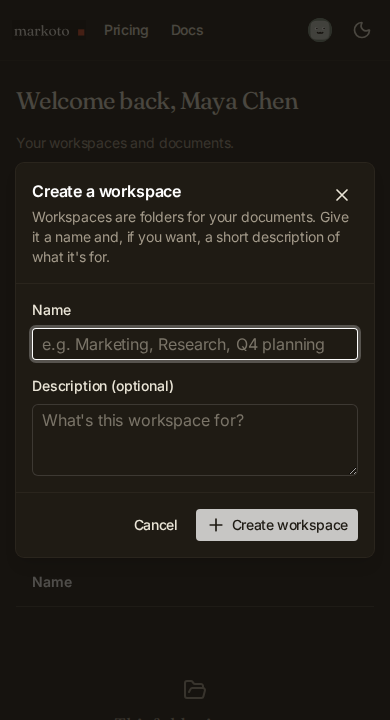 markoto
Pricing
Docs
Welcome back, Maya Chen
Your workspaces and documents.
Create a workspace
Workspaces are folders for your documents. Give
it a name and, if you want, a short description of
what it's for.
Name
e.g. Marketing, Research, Q4 planning
Description (optional)
What's this workspace for?
Cancel
Create workspace
Name